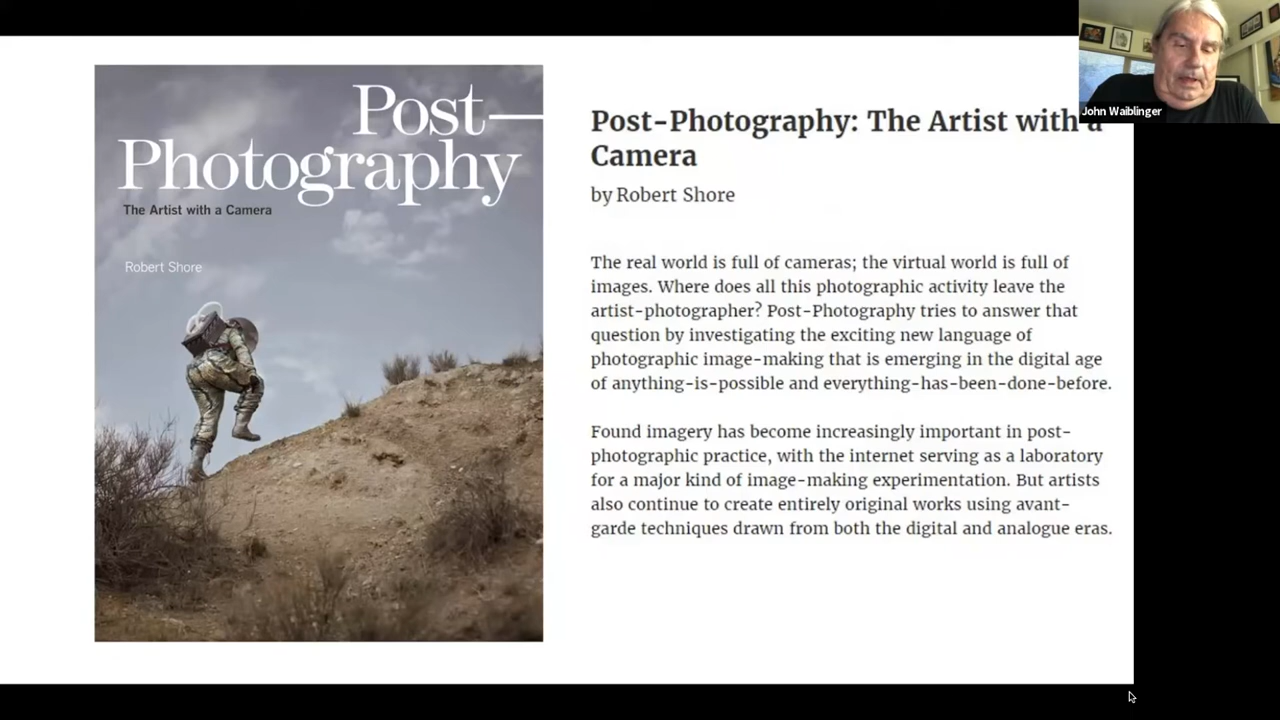 Post—
Photography
The Artist with a Camera
Robert Shore
Post-Photography: The Artist with a
Camera
by Robert Shore
The real world is full of cameras; the virtual world is full of
images. Where does all this photographic activity leave the
artist-photographer? Post-Photography tries to answer that
question by investigating the exciting new language of
photographic image-making that is emerging in the digital age
of anything-is-possible and everything-has-been-done-before.
Found imagery has become increasingly important in post-
photographic practice, with the internet serving as a laboratory
for a major kind of image-making experimentation. But artists
also continue to create entirely original works using avant-
garde techniques drawn from both the digital and analogue eras.
John Waiblinger